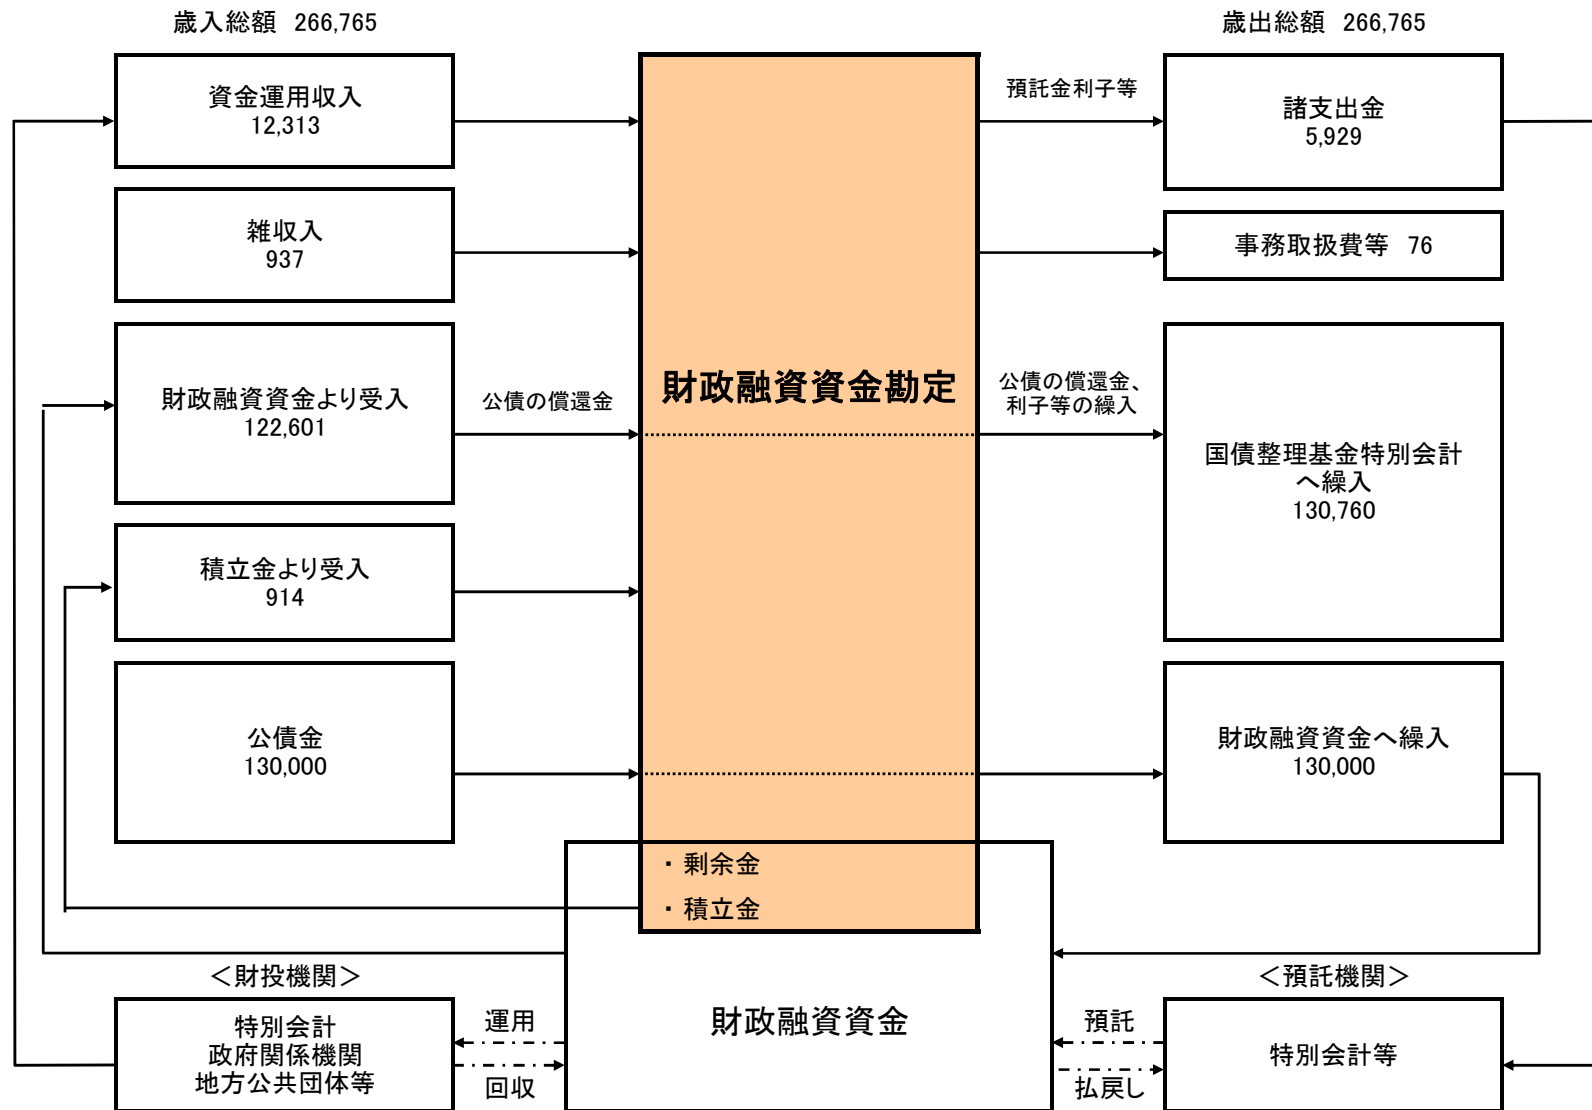 歳入総額 266,765
歳出総額 266,765
資金運用収入
12,313
雑収入
937
財政融資資金より受入
122,601
積立金より受入
914
公債金
130,000
公債の償還金
財政融資資金勘定
預託金利子等
公債の償還金、
利子等の繰入
諸支出金
5,929
事務取扱費等 76
国債整理基金特別会計
へ繰入
130,760
財政融資資金へ繰入
130,000
・ 剰余金
・ 積立金
＜財投機関＞
特別会計
政府関係機関
地方公共団体等
運用
回収
財政融資資金
預託
払戻し
＜預託機関＞
特別会計等